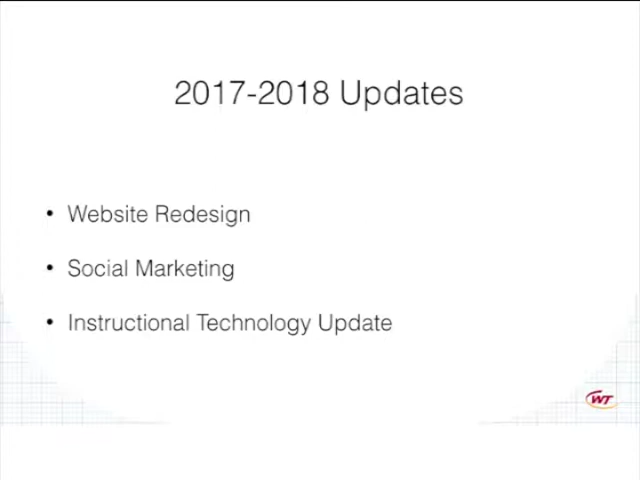 2017-2018 Updates
• Website Redesign
• Social Marketing
• Instructional Technology Update
WT